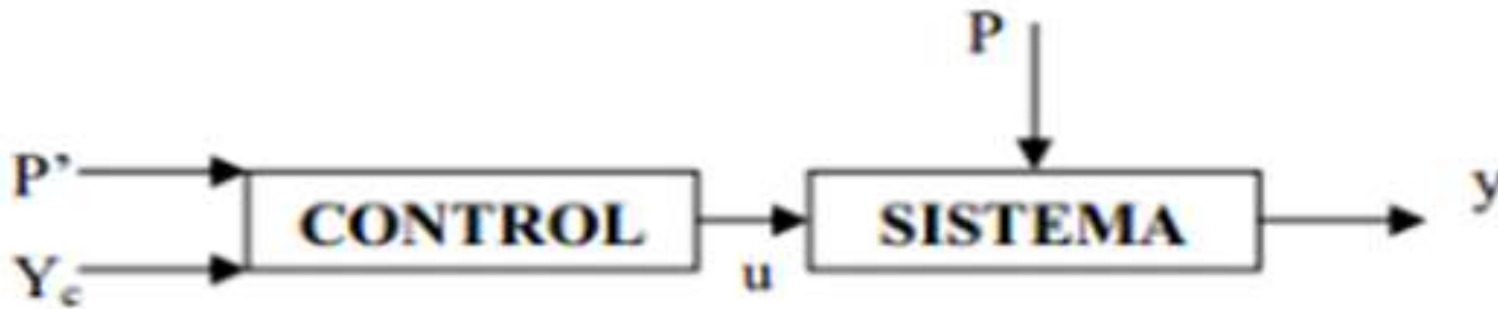 P
P’
CONTROL
SISTEMA
y
Yc
u